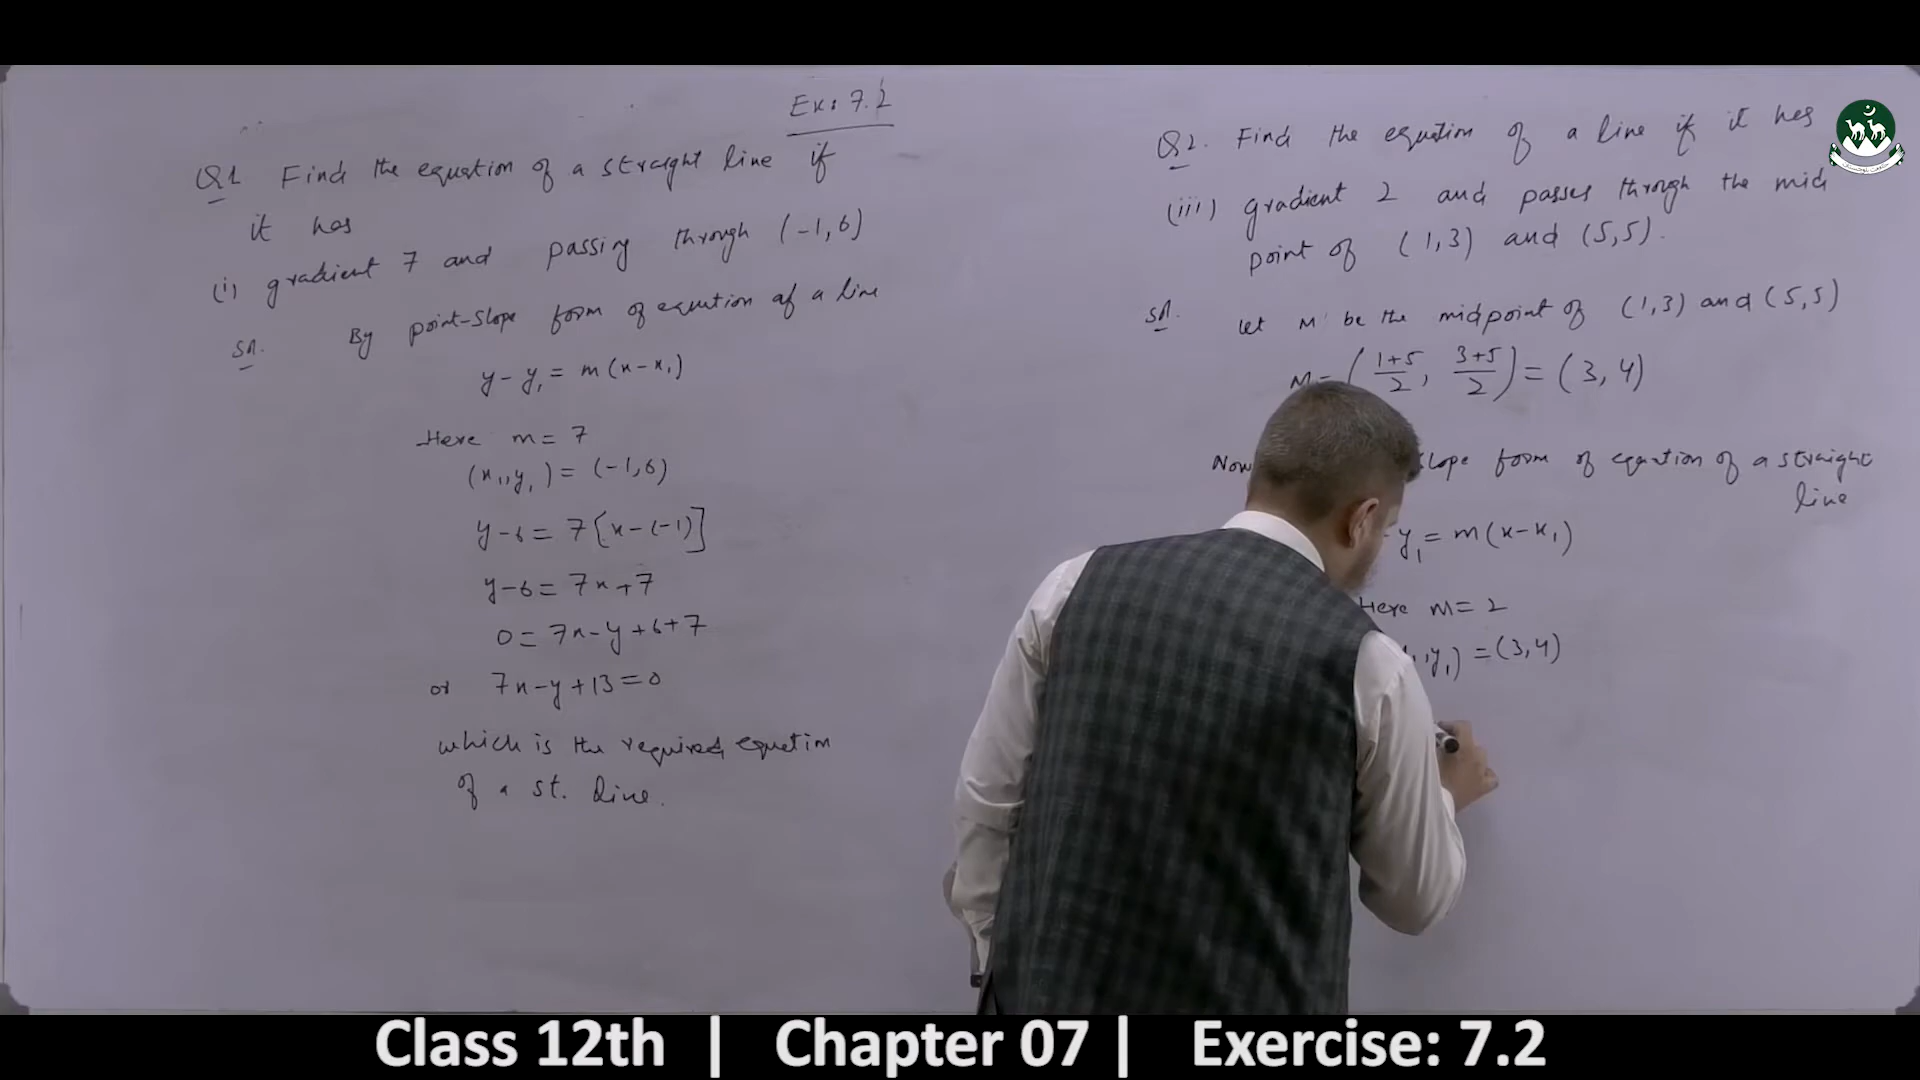 Ex: 7.2
Q1 Find the equation of a straight line if
it has
(i) gradient 7 and passing through (-1,6)
Sol. By point-Slope form of equation of a line
y - y₁ = m(x - x₁)
Here m = 7
(x₁, y₁) = (-1,6)
y - 6 = 7[x - (-1)]
y - 6 = 7x + 7
0 = 7x - y + 6 + 7
or 7x - y + 13 = 0
which is the required equation
of a st. line.
Q1. Find the equation of a line if it has
(iii) gradient 2 and passes through the mid
point of (1,3) and (5,5).
Sol. Let M be the midpoint of (1,3) and (5,5)
M = (1+5/2, 3+5/2) = (3,4)
Now slope form of equation of a straight
line
- y₁ = m(x - x₁)
Here m = 2
, y₁) = (3,4)
Class 12th | Chapter 07 | Exercise: 7.2